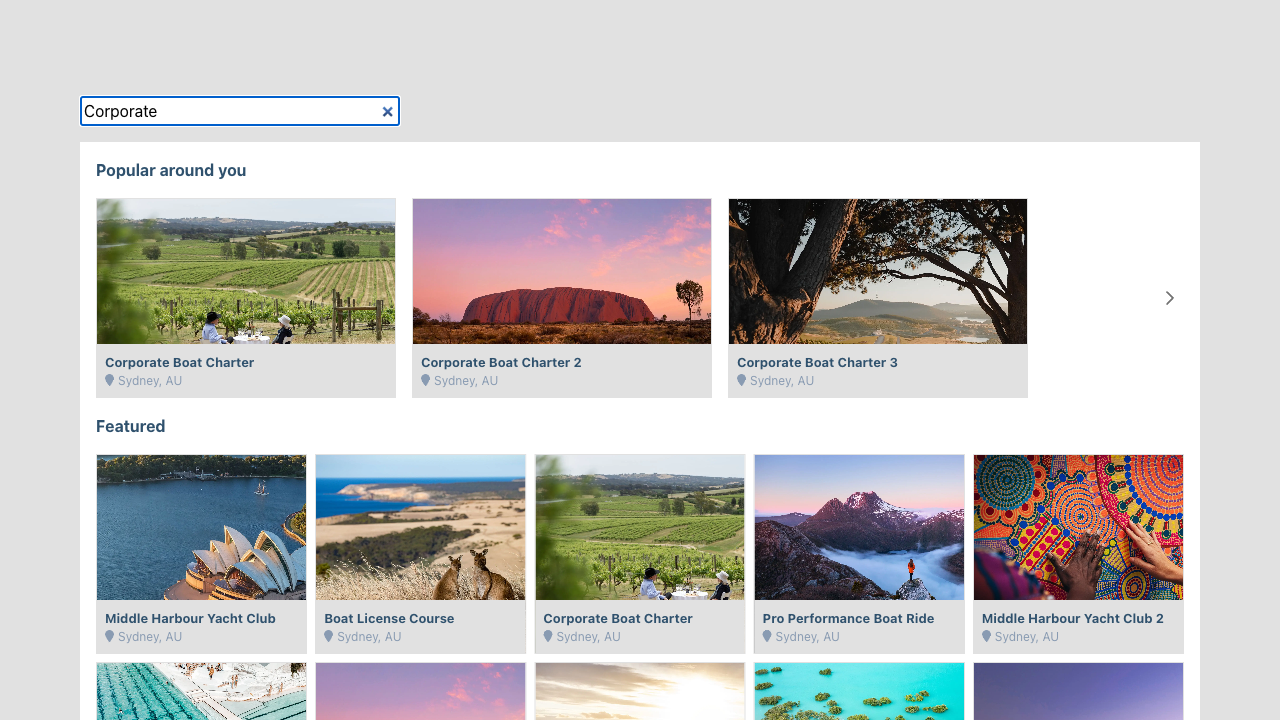 Corporate
Popular around you
Corporate Boat Charter
Sydney, AU
Corporate Boat Charter 2
Sydney, AU
Corporate Boat Charter 3
Sydney, AU
Featured
Middle Harbour Yacht Club
Sydney, AU
Boat License Course
Sydney, AU
Corporate Boat Charter
Sydney, AU
Pro Performance Boat Ride
Sydney, AU
Middle Harbour Yacht Club 2
Sydney, AU